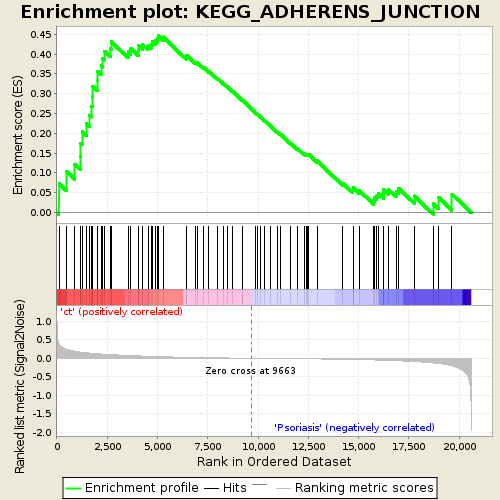 Enrichment plot: KEGG_ADHERENS_JUNCTION
Enrichment score (ES)
0.45
0.40
0.35
0.30
0.25
0.20
0.15
0.10
0.05
0.00
Ranked list metric (Signal2Noise)
'ct' (positively correlated)
1.0
0.5
0.0
-0.5
-1.0
-1.5
-2.0
Zero cross at 9663
'Psoriasis' (negatively correlated)
0 2,500 5,000 7,500 10,000 12,500 15,000 17,500 20,000
Rank in Ordered Dataset
Enrichment profile Hits Ranking metric scores